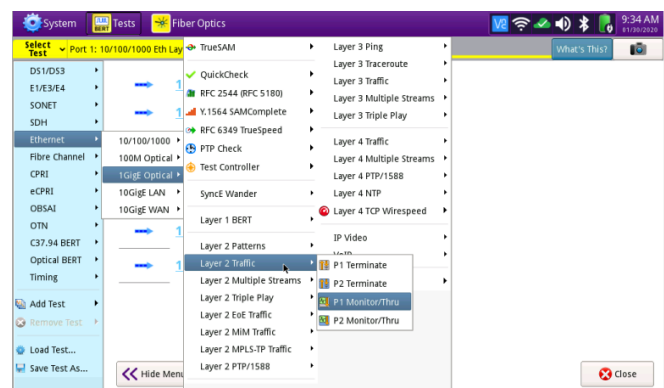 System
Tests
Fiber Optics
V2
9:34 AM
01/30/2020
Select Test
Port 1: 10/100/1000 Eth Lay
What's This?
DS1/DS3
E1/E3/E4
SONET
SDH
Ethernet
Fibre Channel
CPRI
eCPRI
OBSAI
OTN
C37.94 BERT
Optical BERT
Timing
Add Test
Remove Test
Load Test...
Save Test As...
10/100/1000
100M Optical
1GigE Optical
10GigE LAN
10GigE WAN
1
1
1
Hide Menu
TrueSAM
QuickCheck
RFC 2544 (RFC 5180)
Y.1564 SAMComplete
RFC 6349 TrueSpeed
PTP Check
Test Controller
SyncE Wander
Layer 1 BERT
Layer 2 Patterns
Layer 2 Traffic
Layer 2 Multiple Streams
Layer 2 Triple Play
Layer 2 EoE Traffic
Layer 2 MiM Traffic
Layer 2 MPLS-TP Traffic
Layer 2 PTP/1588
Layer 3 Ping
Layer 3 Traceroute
Layer 3 Traffic
Layer 3 Multiple Streams
Layer 3 Triple Play
Layer 4 Traffic
Layer 4 Multiple Streams
Layer 4 PTP/1588
Layer 4 NTP
Layer 4 TCP Wirespeed
IP Video
VoIP
P1 Terminate
P2 Terminate
P1 Monitor/Thru
P2 Monitor/Thru
Close